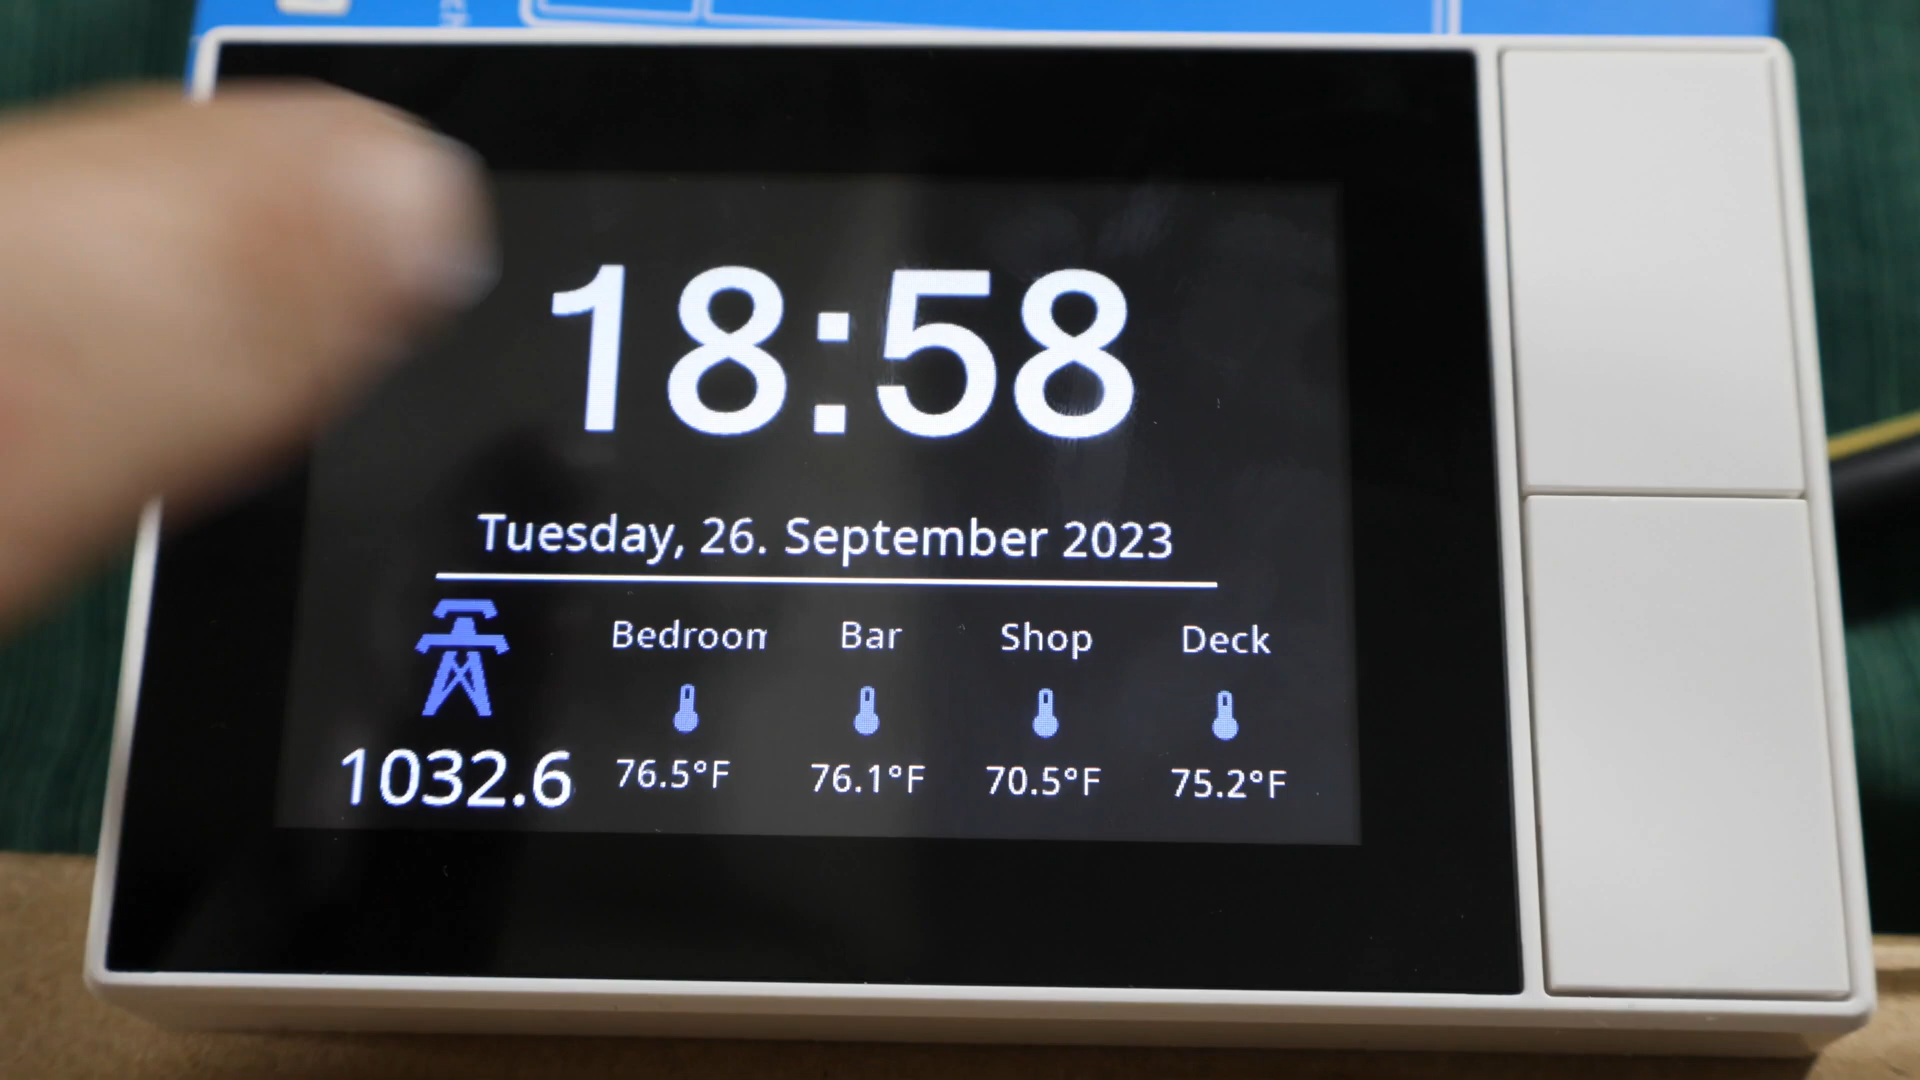 18:58
Tuesday, 26. September 2023
Bedroom Bar Shop Deck
1032.6 76.5°F 76.1°F 70.5°F 75.2°F